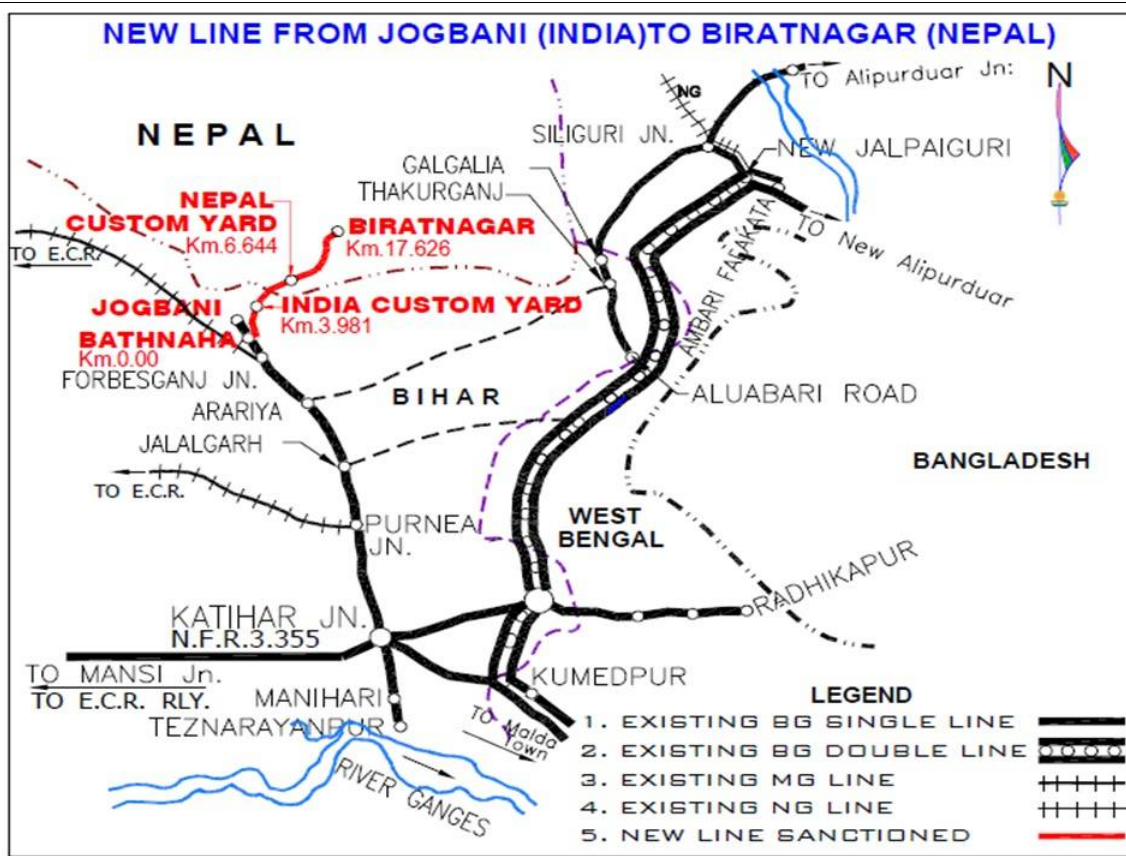 NEW LINE FROM JOGBANI (INDIA)TO BIRATNAGAR (NEPAL)
TO Alipurduar Jn:
N
NG
NEPAL
SILIGURI JN.
GALGALIA
NEW JALPAIGURI
THAKURGANJ
NEPAL
CUSTOM YARD
Km.6.644
BIRATNAGAR
Km.17.626
TO E.C.R.
TO New Alipurduar
AMBARI FALAKATA
JOGBANI
INDIA CUSTOM YARD
Km.3.981
BATHNAHA
Km.0.00
FORBESGANJ JN.
BIHAR
ALUABARI ROAD
ARARIYA
JALALGARH
BANGLADESH
TO E.C.R.
PURNEA
JN.
WEST
BENGAL
RADHIKAPUR
KATIHAR JN.
N.F.R.3.355
TO MANSI Jn.
TO E.C.R. RLY.
KUMEDPUR
MANIHARI
TEZNARAYANPUR
TO Malda
Town
RIVER GANGES
LEGEND
1. EXISTING BG SINGLE LINE
2. EXISTING BG DOUBLE LINE
3. EXISTING MG LINE
4. EXISTING NG LINE
5. NEW LINE SANCTIONED